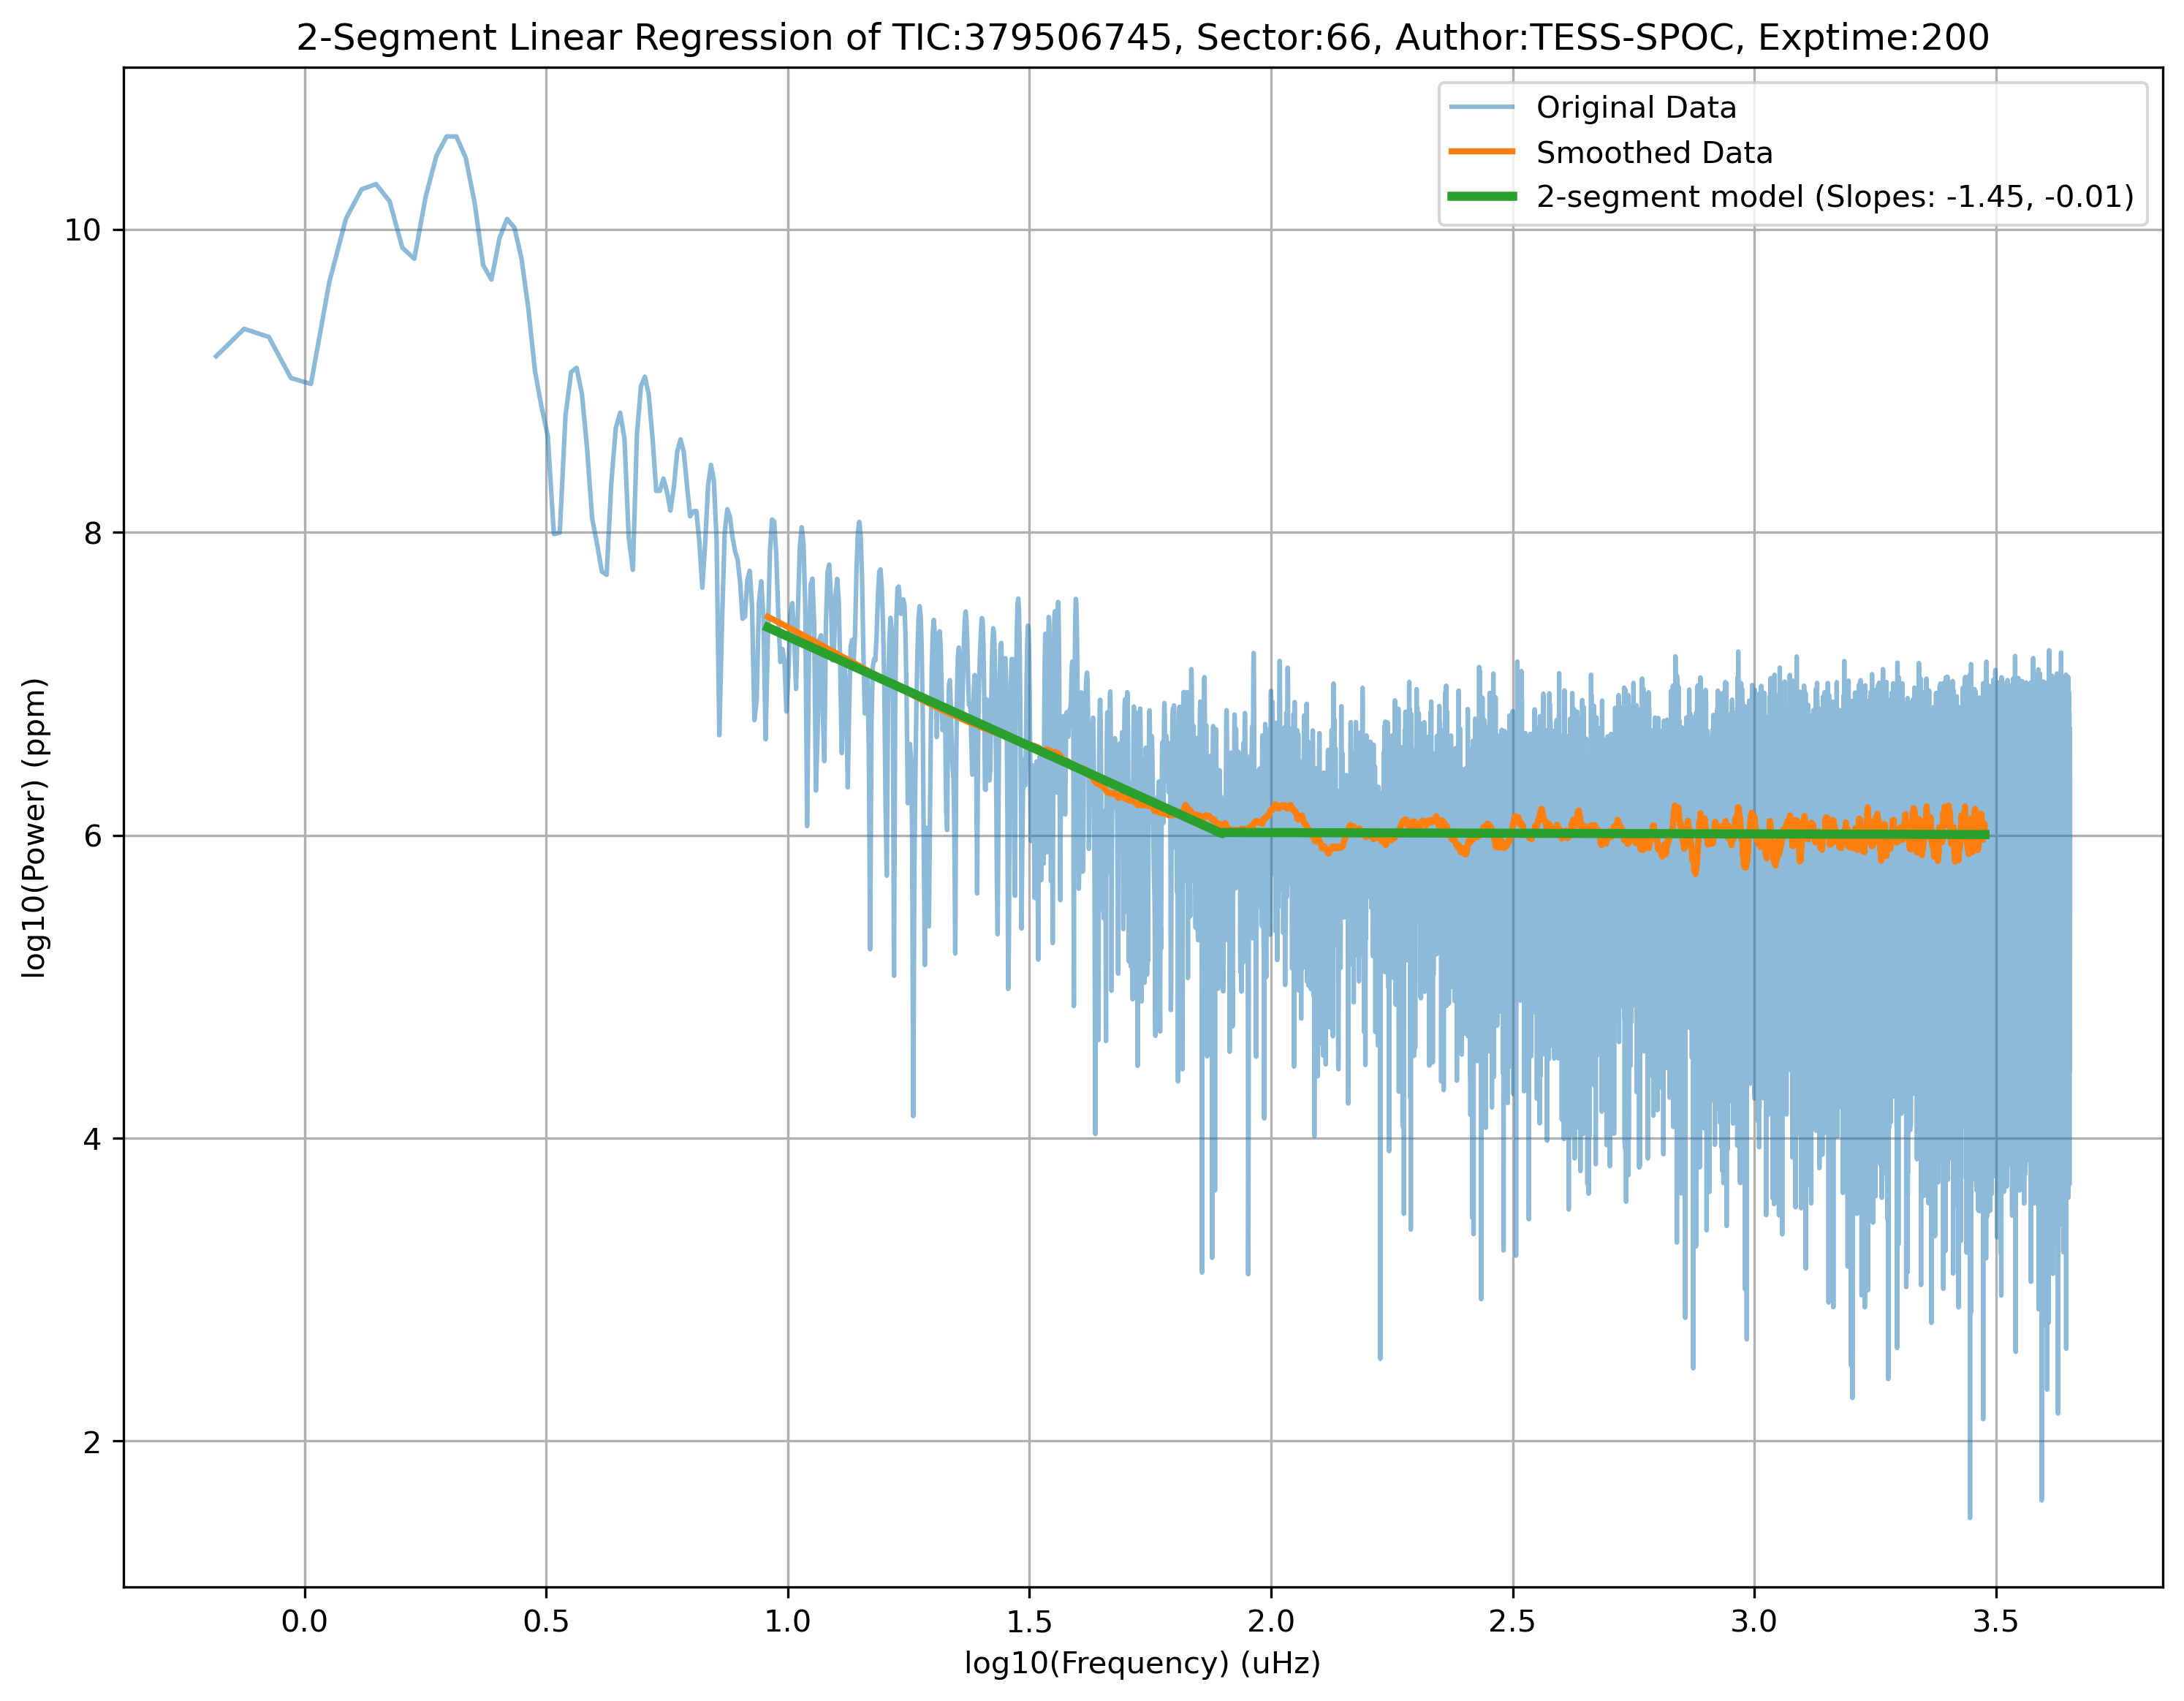 2-Segment Linear Regression of TIC:379506745, Sector:66, Author:TESS-SPOC, Exptime:200
Original Data
Smoothed Data
2-segment model (Slopes: -1.45, -0.01)
log10(Power) (ppm)
10
8
6
4
2
0.0 0.5 1.0 1.5 2.0 2.5 3.0 3.5
log10(Frequency) (uHz)